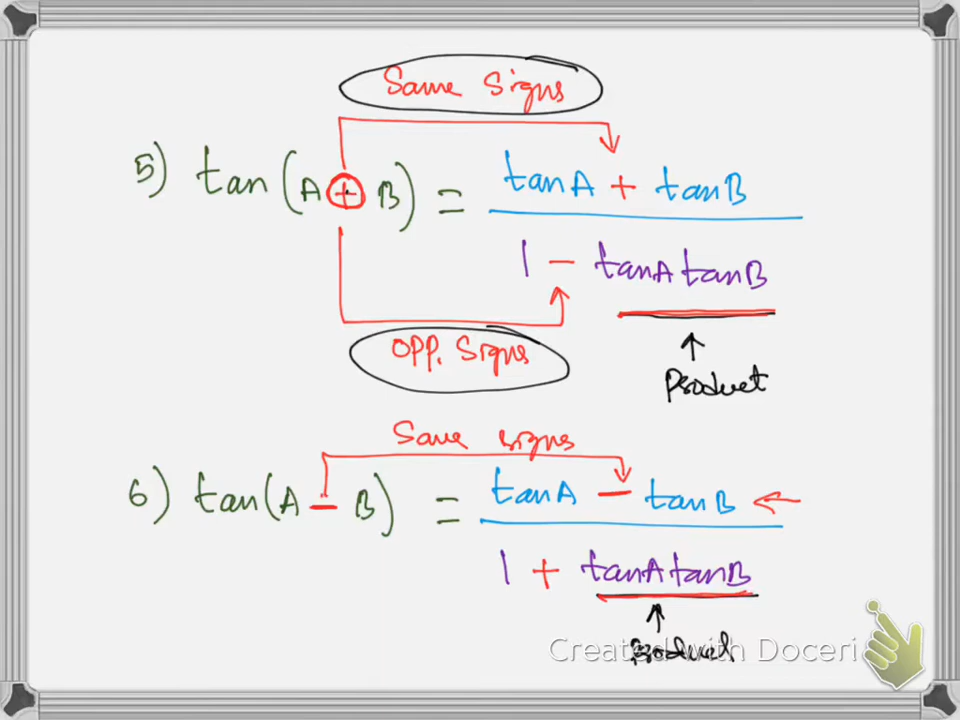 Same Signs
5) tan(A + B) = tanA + tanB
1 - tanA tanB
OPP. Signs
Product
Same signs
6) tan(A - B) = tanA - tanB
1 + tanA tanB
Product
Created with Doceri